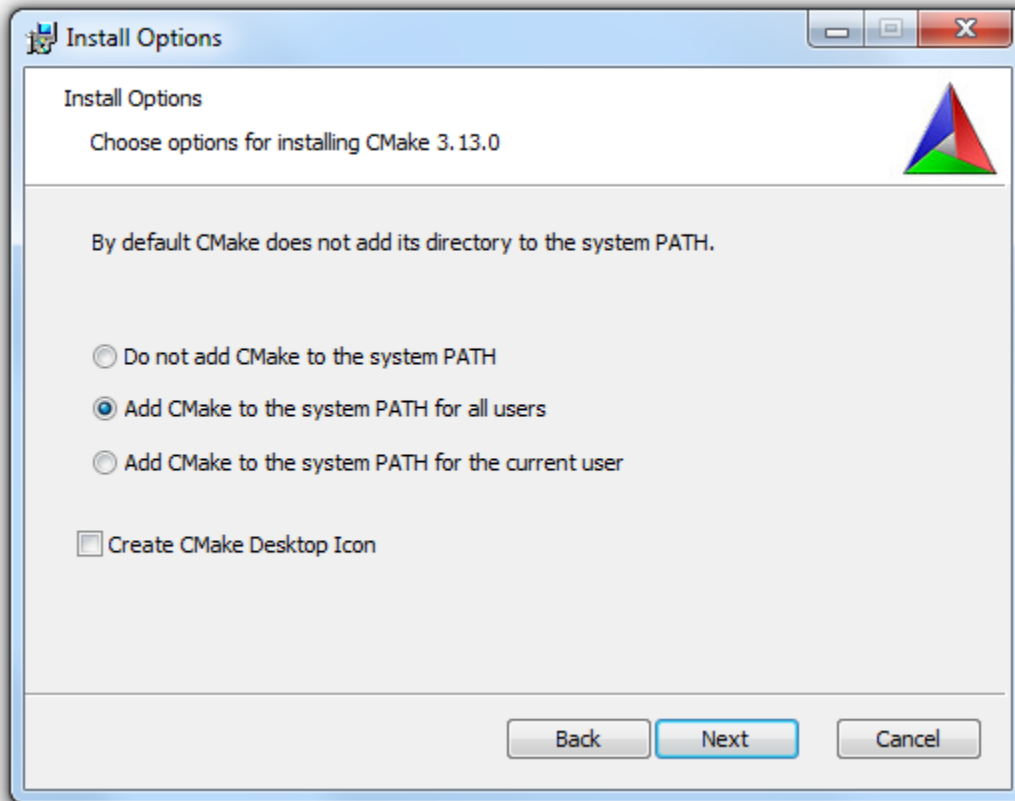 Install Options
Install Options
Choose options for installing CMake 3.13.0
By default CMake does not add its directory to the system PATH.
Do not add CMake to the system PATH
Add CMake to the system PATH for all users
Add CMake to the system PATH for the current user
Create CMake Desktop Icon
Back Next Cancel